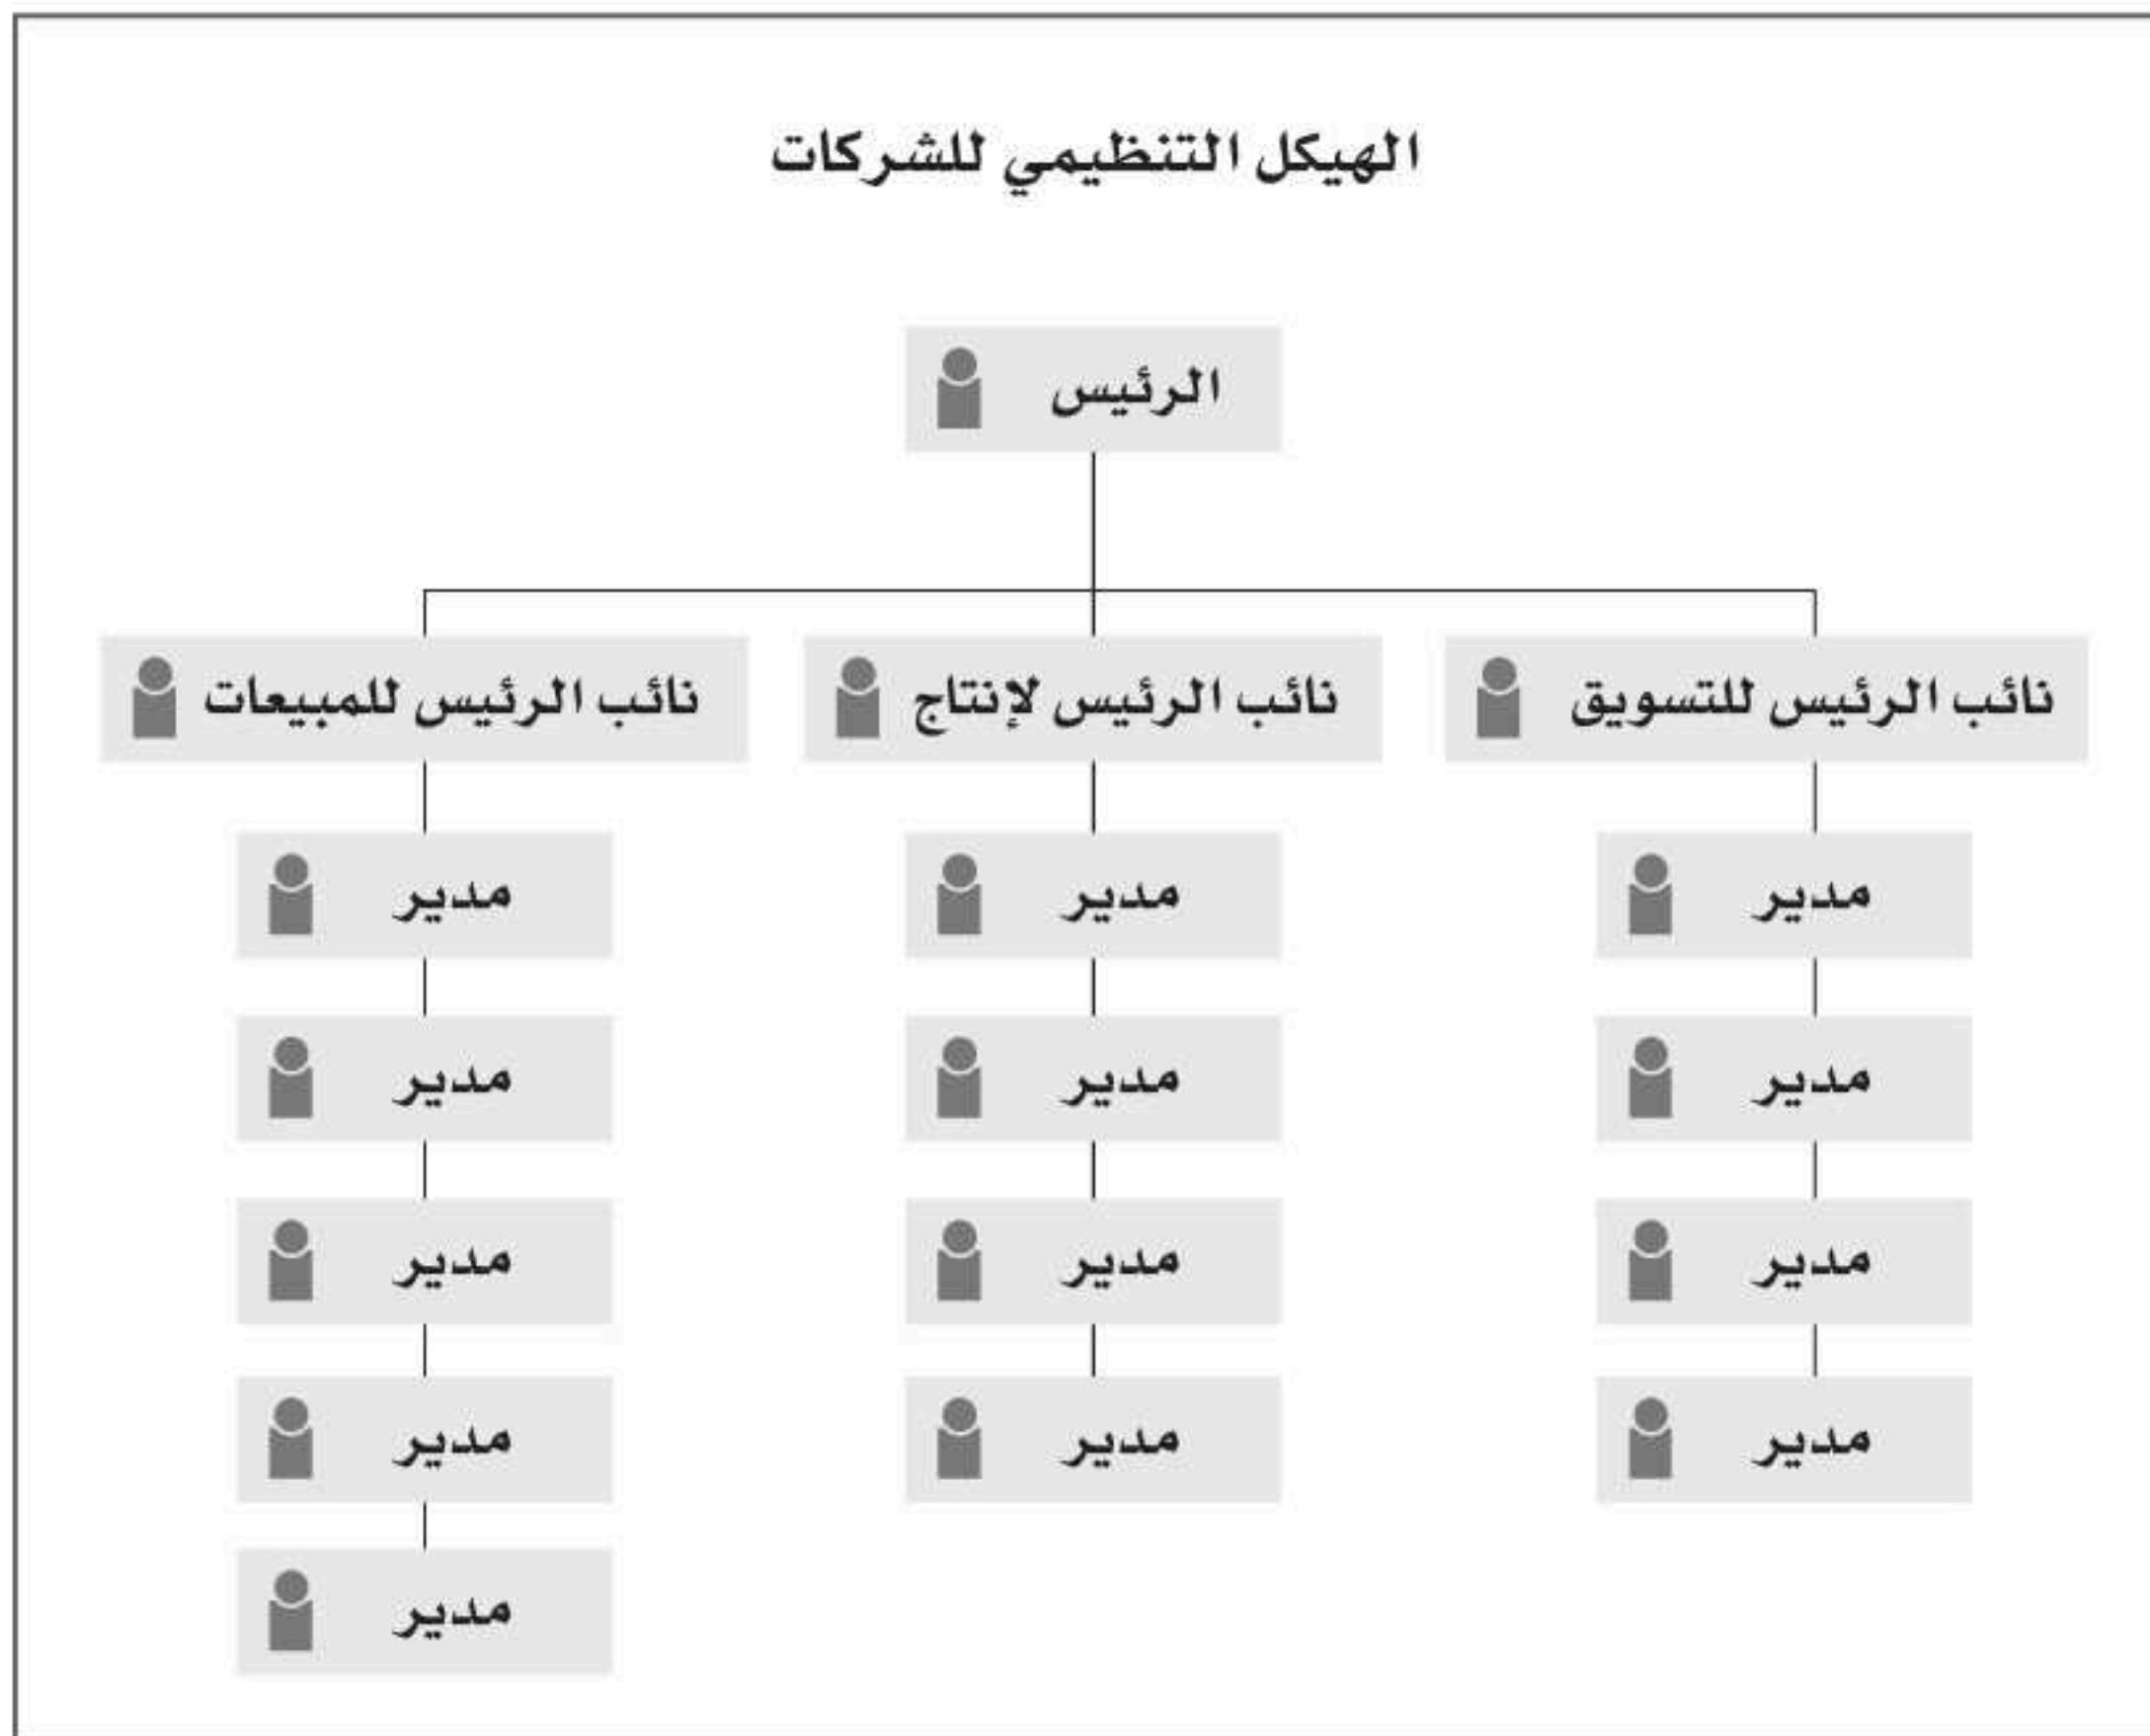 الهيكل التنظيمي للشركات
الرئيس
نائب الرئيس للتسويق
نائب الرئيس لإنتاج
نائب الرئيس للمبيعات
مدير
مدير
مدير
مدير
مدير
مدير
مدير
مدير
مدير
مدير
مدير
مدير
مدير